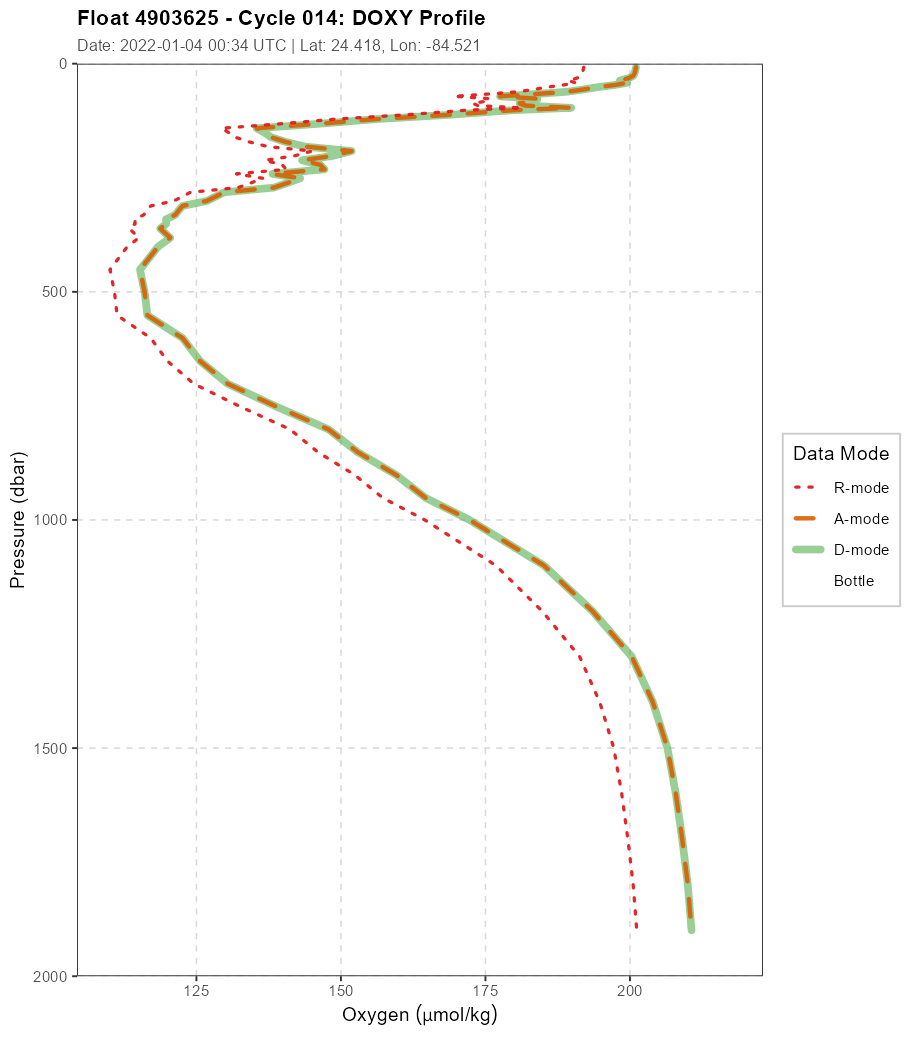 Float 4903625 - Cycle 014: DOXY Profile
Date: 2022-01-04 00:34 UTC | Lat: 24.418, Lon: -84.521
0
500
1000
1500
2000
Pressure (dbar)
125 150 175 200
Oxygen (μmol/kg)
Data Mode
R-mode
A-mode
D-mode
Bottle